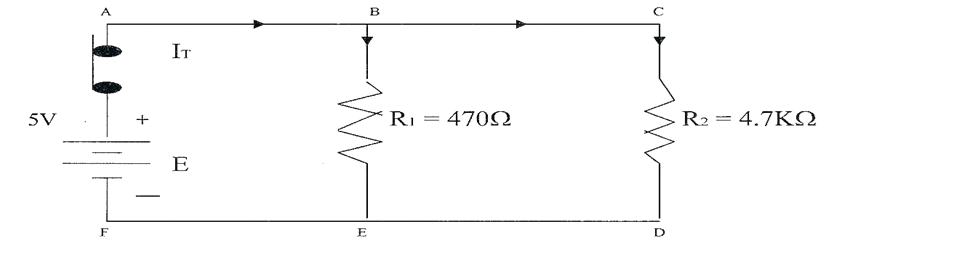 A B C
IT
5V + R1 = 470Ω R2 = 4.7KΩ
E
—
F E D